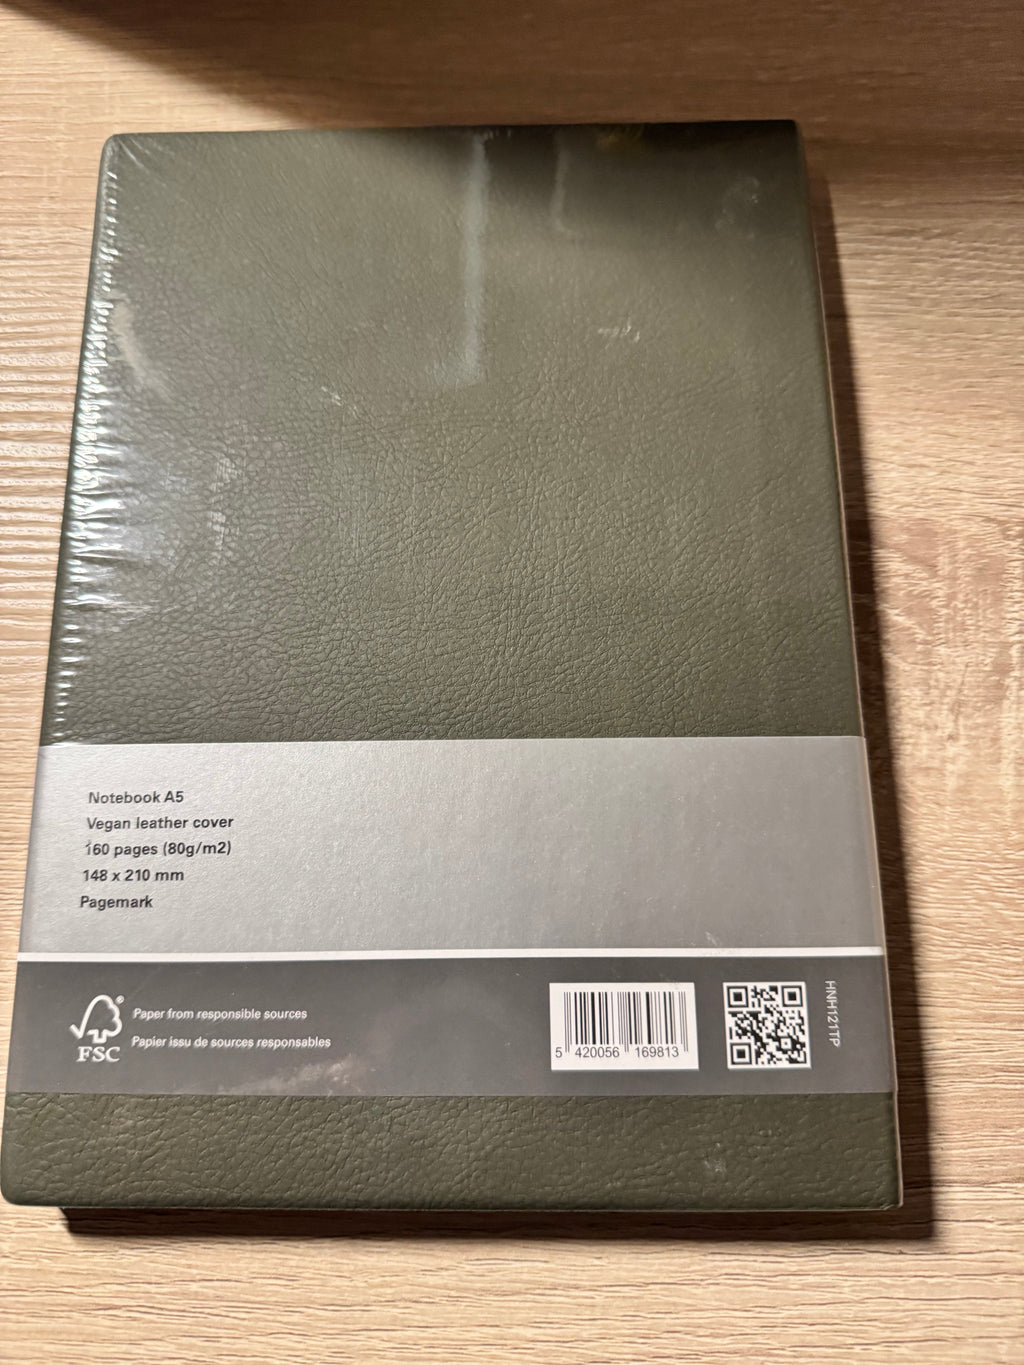 Notebook A5
Vegan leather cover
160 pages (80g/m2)
148 x 210 mm
Pagemark
®
FSC
Paper from responsible sources
Papier issu de sources responsables
5 420056 169813
HNH121TP